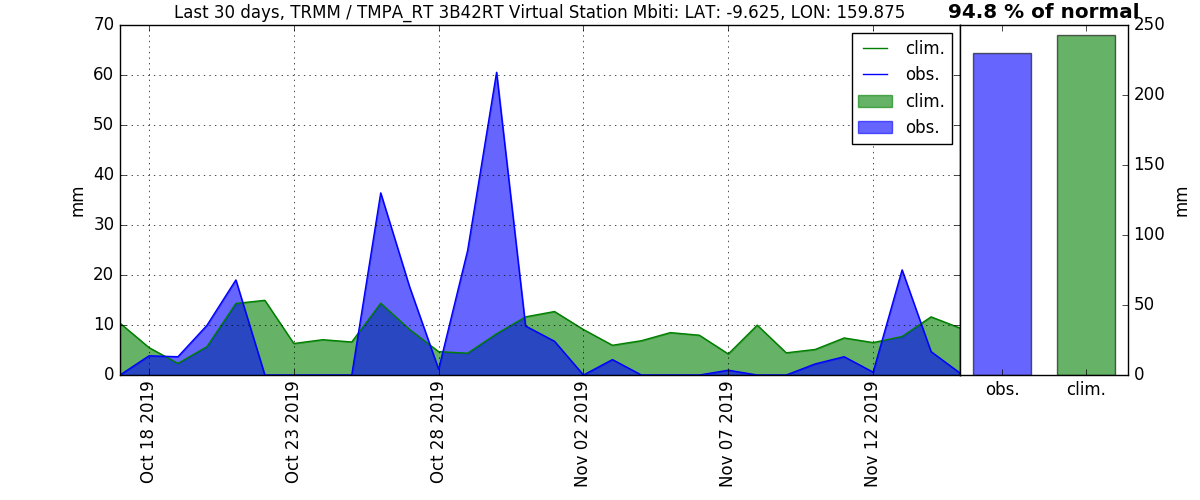 Last 30 days, TRMM / TMPA_RT 3B42RT Virtual Station Mbiti: LAT: -9.625, LON: 159.875
94.8 % of normal
70
60
50
40
30
20
10
0
mm
clim.
obs.
clim.
obs.
250
200
150
100
50
0
mm
obs.
clim.
Oct 18 2019
Oct 23 2019
Oct 28 2019
Nov 02 2019
Nov 07 2019
Nov 12 2019